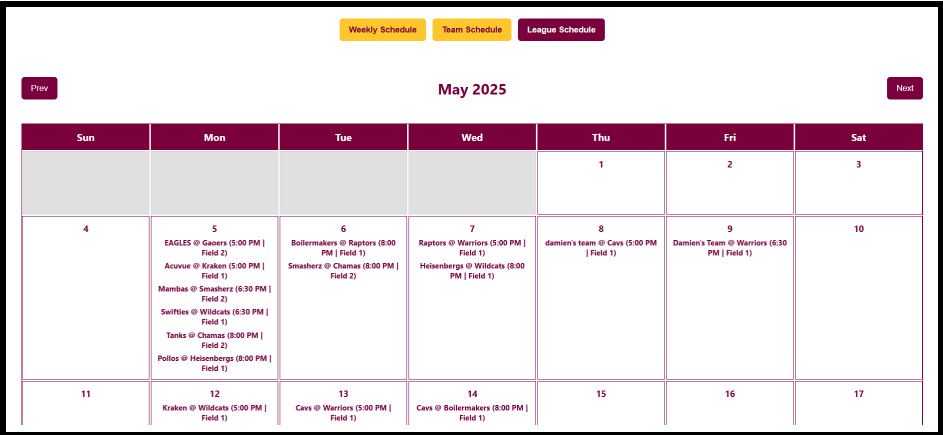 Weekly Schedule Team Schedule League Schedule
Prev May 2025 Next
Sun Mon Tue Wed Thu Fri Sat
1 2 3
4 5 6 7 8 9 10
EAGLES @ Gaoers (5:00 PM |
Field 2)
Acuvue @ Kraken (5:00 PM |
Field 1)
Mambas @ Smasherz (6:30 PM |
Field 2)
Swifties @ Wildcats (6:30 PM |
Field 1)
Tanks @ Chamas (8:00 PM |
Field 2)
Pollos @ Heisenbergs (8:00 PM |
Field 1)
Boilermakers @ Raptors (8:00
PM | Field 1)
Smasherz @ Chamas (8:00 PM |
Field 2)
Raptors @ Warriors (5:00 PM |
Field 1)
Heisenbergs @ Wildcats (8:00
PM | Field 1)
damien's team @ Cavs (5:00 PM
| Field 1)
Damien's Team @ Warriors (6:30
PM | Field 1)
11 12 13 14 15 16 17
Kraken @ Wildcats (5:00 PM |
Field 1)
Cavs @ Warriors (5:00 PM |
Field 1)
Cavs @ Boilermakers (8:00 PM |
Field 1)